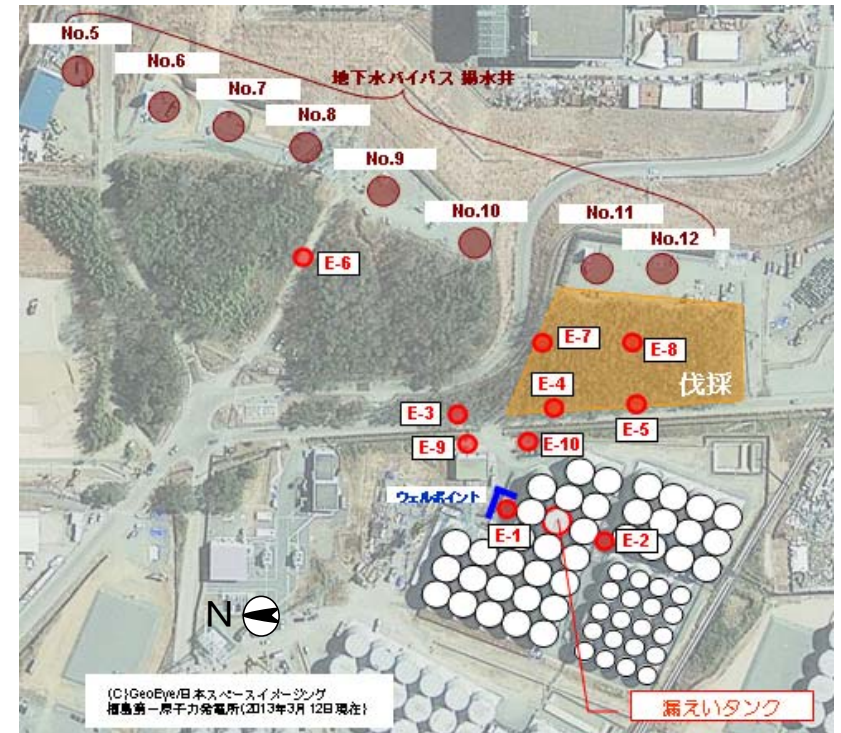 No.5
No.6
No.7
地下水バイパス 揚水井
No.8
No.9
No.10
No.11
No.12
E-6
E-7
E-8
伐採
E-4
E-3
E-5
E-9
E-10
ウェルポイント
E-1
E-2
N
(C)GeoEye/日本スペースイメージング
福島第一原子力発電所(2013年3月12日現在)
漏えいタンク